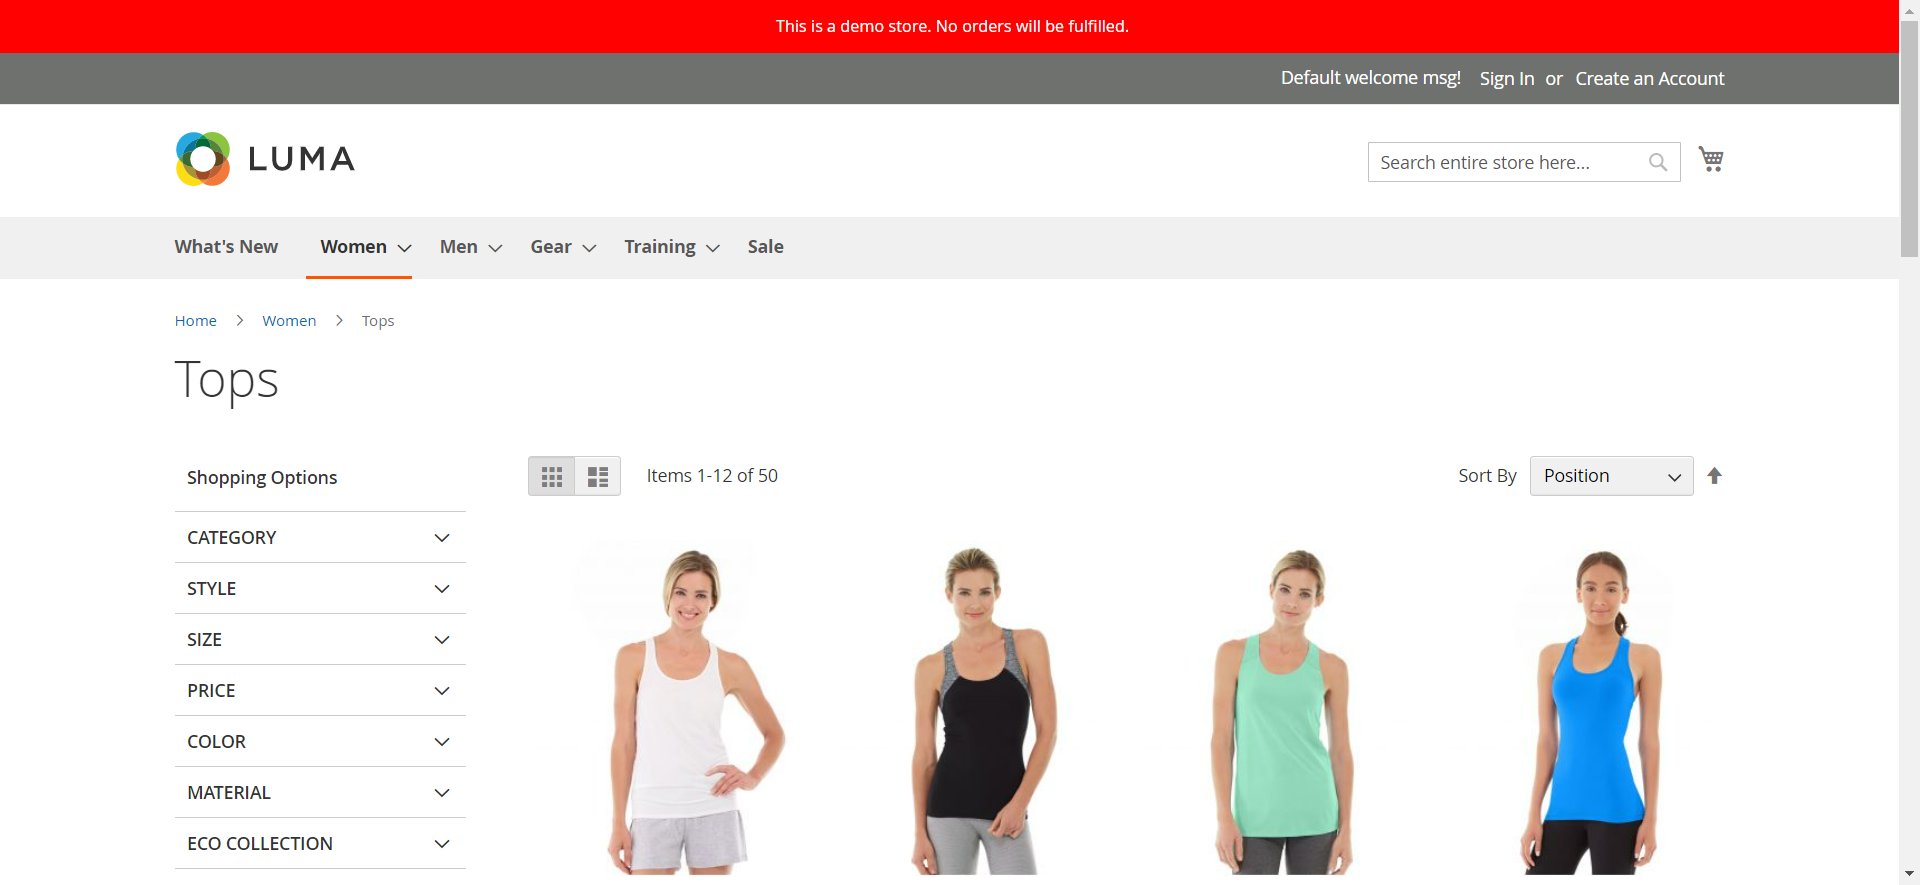 This is a demo store. No orders will be fulfilled.
Default welcome msg! Sign In or Create an Account
LUMA
Search entire store here...
What's New Women Men Gear Training Sale
Home > Women > Tops
Tops
Shopping Options
Items 1-12 of 50
Sort By Position
CATEGORY
STYLE
SIZE
PRICE
COLOR
MATERIAL
ECO COLLECTION